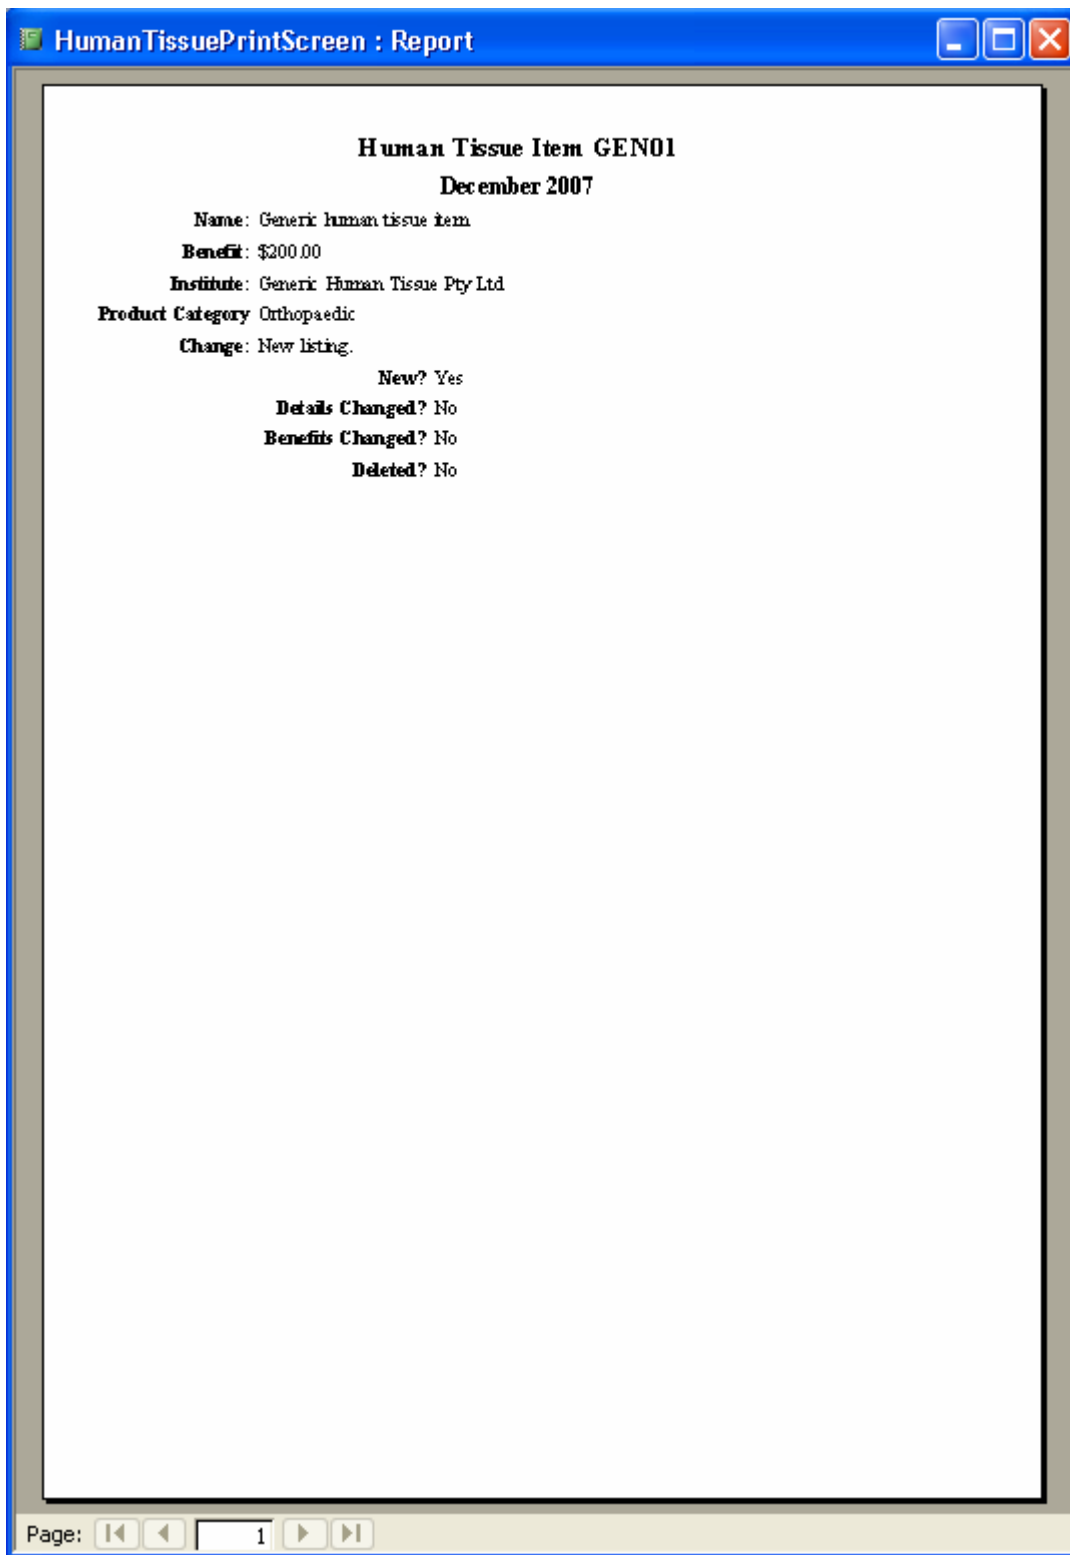 HumanTissuePrintScreen : Report
Human Tissue Item GEN01
December 2007
Name: Generic human tissue item
Benefit: $200.00
Institute: Generic Human Tissue Pty Ltd
Product Category Orthopaedic
Change: New listing.
New? Yes
Details Changed? No
Benefits Changed? No
Deleted? No
Page: 1